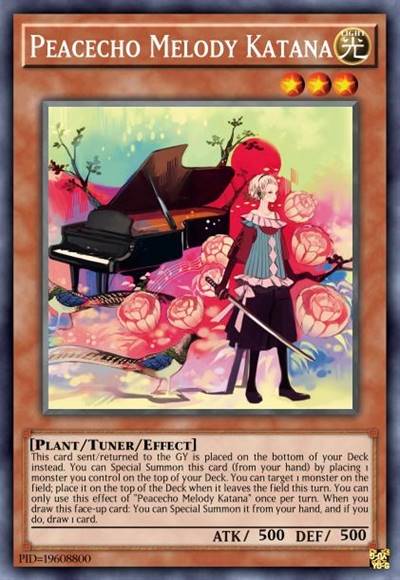 PEACECHO MELODY KATANA
LIGHT
光
[PLANT/TUNER/EFFECT]
This card sent/returned to the GY is placed on the bottom of your Deck
instead. You can Special Summon this card (from your hand) by placing 1
monster you control on the top of your Deck. You can target 1 monster on the
field; place it on the top of the Deck when it leaves the field this turn. You can
only use this effect of "Peacecho Melody Katana" once per turn. When you
draw this face-up card: You can Special Summon it from your hand, and if you
do, draw 1 card.
ATK/ 500 DEF/ 500
PID=19608800